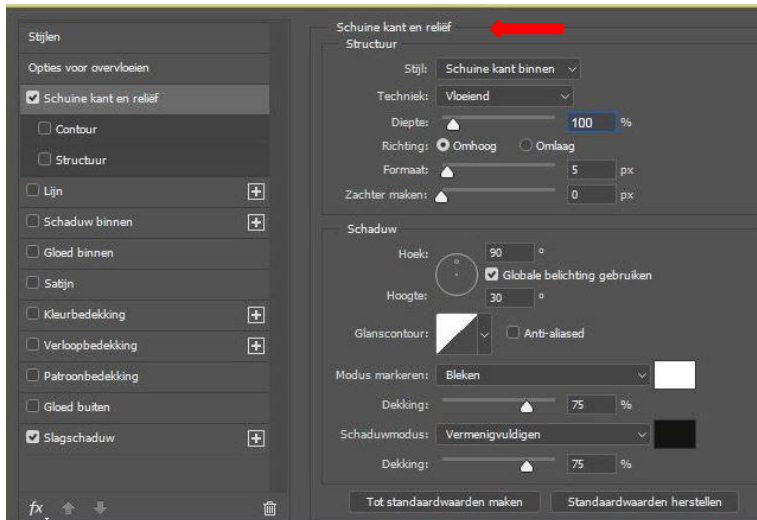 Stijlen
Opties voor overvloeien
Schuine kant en reliëf
Contour
Structuur
Lijn
Schaduw binnen
Gloed binnen
Satijn
Kleurbedekking
Verloopbedekking
Patroonbedekking
Gloed buiten
Slagschaduw
fx
Schuine kant en reliëf
Structuur
Stijl: Schuine kant binnen
Techniek: Vloeiend
Diepte: 100 %
Richting: Omhoog Omlaag
Formaat: 5 px
Zachter maken: 0 px
Schaduw
Hoek: 90 °
Globale belichting gebruiken
Hoogte: 30 °
Glanscontour: Anti-aliased
Modus markeren: Bleken
Dekking: 75 %
Schaduwmodus: Vermenigvuldigen
Dekking: 75 %
Tot standaardwaarden maken Standaardwaarden herstellen